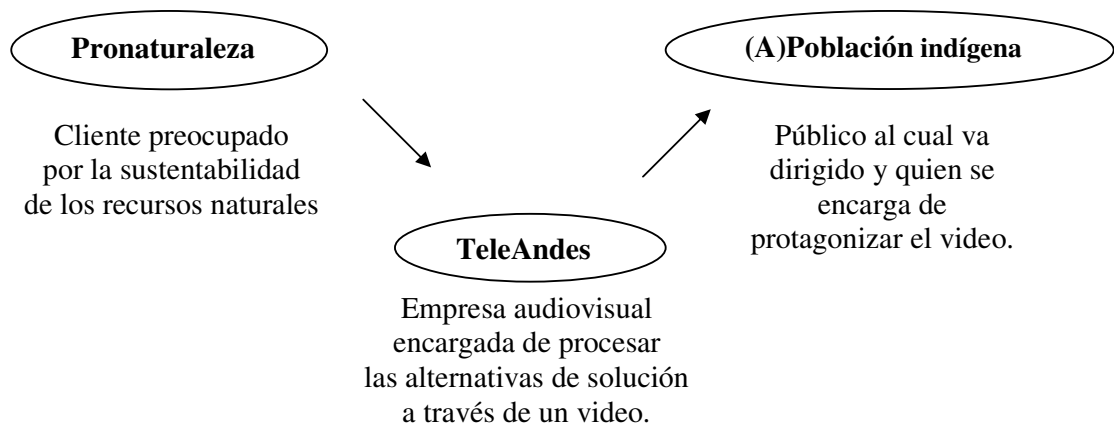 Pronaturaleza
Cliente preocupado
por la sustentabilidad
de los recursos naturales
TeleAndes
Empresa audiovisual
encargada de procesar
las alternativas de solución
a través de un video.
(A)Población indígena
Público al cual va
dirigido y quien se
encarga de
protagonizar el video.